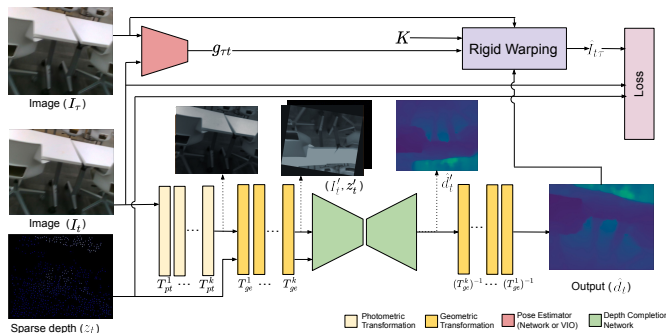 Image (I_τ)
g_τt
K
Rigid Warping
Î_tτ
Loss
Image (I_t)
(I'_t, z'_t)
d̂'_t
T^1_pt ... T^k_pt T^1_ge ... T^k_ge
(T^k_ge)^-1 ... (T^1_ge)^-1
Output (d̂_t)
Sparse depth (z_t)
Photometric Transformation
Geometric Transformation
Pose Estimator (Network or VIO)
Depth Completion Network